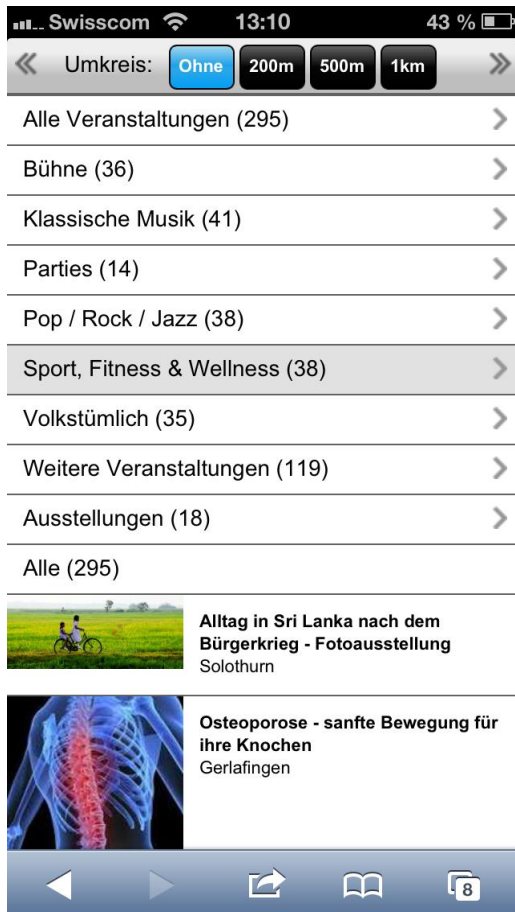 Swisscom 13:10 43 %
Umkreis: Ohne 200m 500m 1km
Alle Veranstaltungen (295)
Bühne (36)
Klassische Musik (41)
Parties (14)
Pop / Rock / Jazz (38)
Sport, Fitness & Wellness (38)
Volkstümlich (35)
Weitere Veranstaltungen (119)
Ausstellungen (18)
Alle (295)
Alltag in Sri Lanka nach dem
Bürgerkrieg - Fotoausstellung
Solothurn
Osteoporose - sanfte Bewegung für
ihre Knochen
Gerlafingen
8